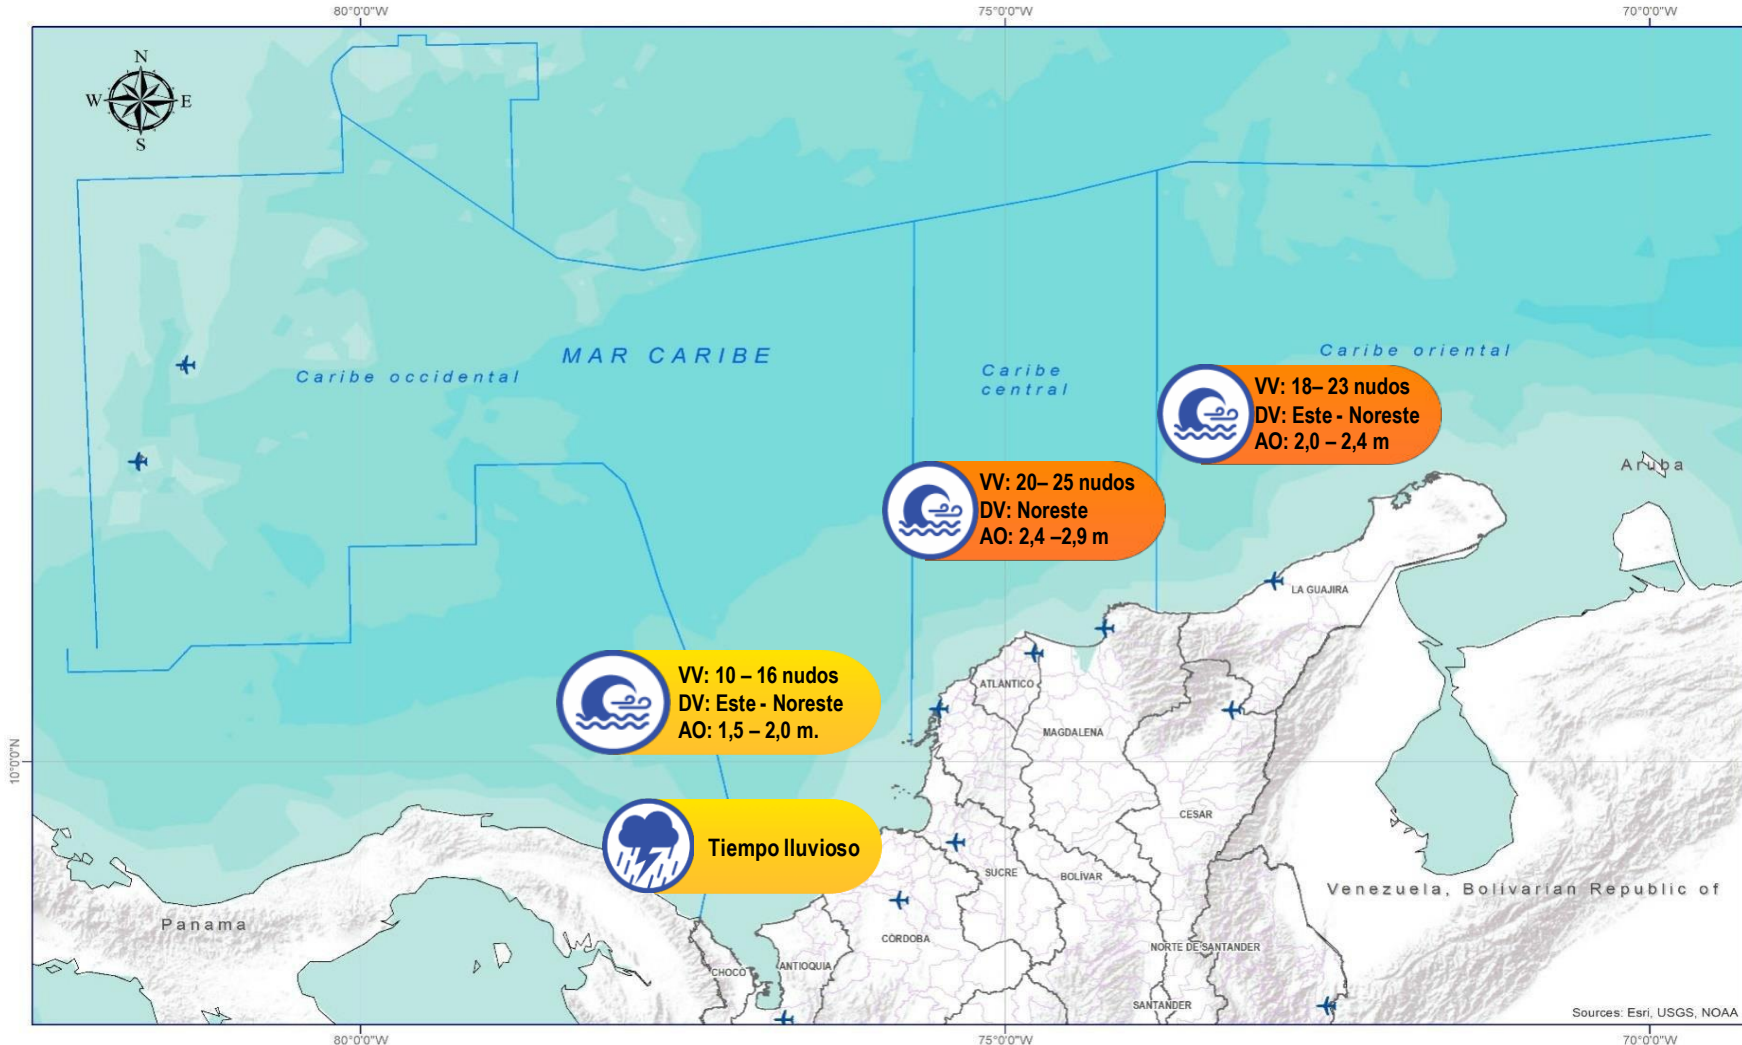 80°0'0"W
75°0'0"W
70°0'0"W
N
W
E
S
MAR CARIBE
Caribe occidental
Caribe
central
Caribe oriental
VV: 18– 23 nudos
DV: Este - Noreste
AO: 2,0 – 2,4 m
VV: 20– 25 nudos
DV: Noreste
AO: 2,4 –2,9 m
Aruba
LA GUAJIRA
VV: 10 – 16 nudos
DV: Este - Noreste
AO: 1,5 – 2,0 m.
ATLANTICO
MAGDALENA
10°0'0"N
CESAR
Tiempo lluvioso
SUCRE
BOLÍVAR
Venezuela, Bolivarian Republic of
Panama
CÓRDOBA
NORTE DE SANTANDER
CHOCÓ
ANTIOQUIA
SANTANDER
Sources: Esri, USGS, NOAA
80°0'0"W
75°0'0"W
70°0'0"W